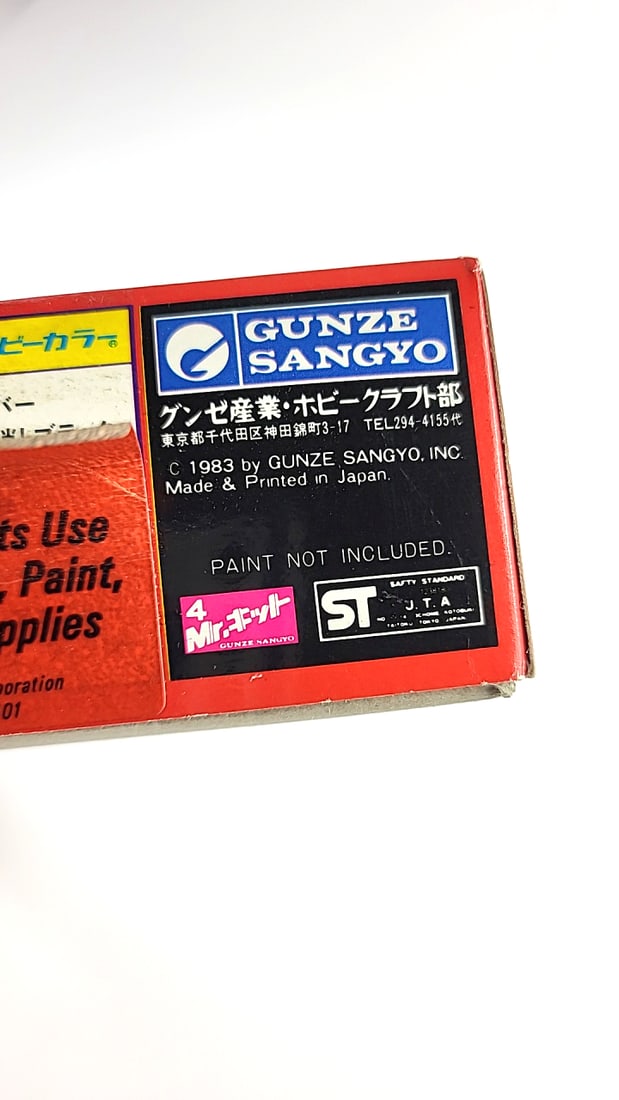 ビーカラー®
バー
GUNZE
SANGYO
グンゼ産業・ホビークラフト部
東京都千代田区神田錦町3-17 TEL294-4155代
C 1983 by GUNZE SANGYO, INC.
Made & Printed in Japan.
ts Use
, Paint,
pplies
poration
01
PAINT NOT INCLUDED.
4
Mr.キット
GUNZE SANGYO
ST
SAFTY STANDARD
J.T.A
TOKYO JAPAN